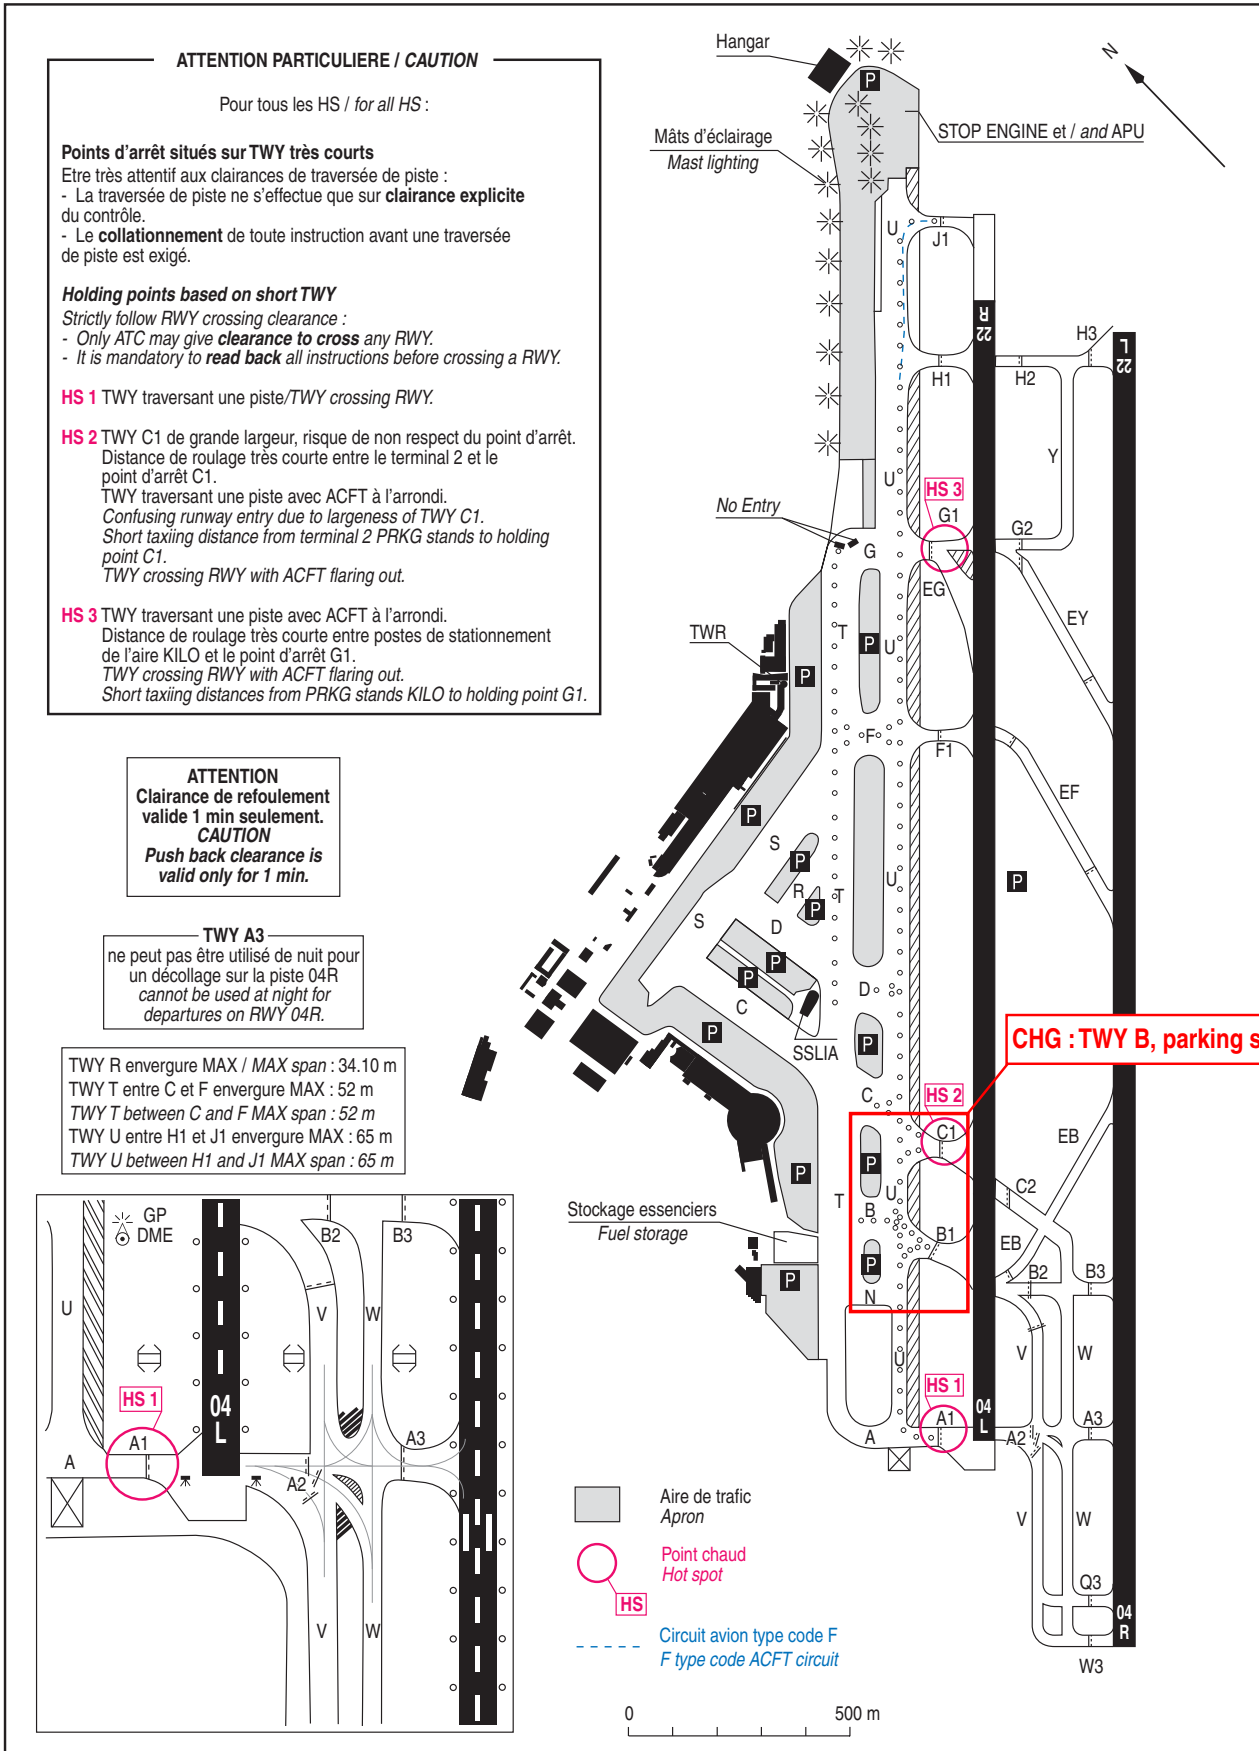 ATTENTION PARTICULIERE / CAUTION
Pour tous les HS / for all HS :
Points d'arrêt situés sur TWY très courts
Etre très attentif aux clairances de traversée de piste :
- La traversée de piste ne s'effectue que sur clairance explicite
du contrôle.
- Le collationnement de toute instruction avant une traversée
de piste est exigé.
Holding points based on short TWY
Strictly follow RWY crossing clearance :
- Only ATC may give clearance to cross any RWY.
- It is mandatory to read back all instructions before crossing a RWY.
HS 1 TWY traversant une piste/TWY crossing RWY.
HS 2 TWY C1 de grande largeur, risque de non respect du point d'arrêt.
Distance de roulage très courte entre le terminal 2 et le
point d'arrêt C1.
TWY traversant une piste avec ACFT à l'arrondi.
Confusing runway entry due to largeness of TWY C1.
Short taxiing distance from terminal 2 PRKG stands to holding
point C1.
TWY crossing RWY with ACFT flaring out.
HS 3 TWY traversant une piste avec ACFT à l'arrondi.
Distance de roulage très courte entre postes de stationnement
de l'aire KILO et le point d'arrêt G1.
TWY crossing RWY with ACFT flaring out.
Short taxiing distances from PRKG stands KILO to holding point G1.
ATTENTION
Clairance de refoulement
valide 1 min seulement.
CAUTION
Push back clearance is
valid only for 1 min.
TWY A3
ne peut pas être utilisé de nuit pour
un décollage sur la piste 04R
cannot be used at night for
departures on RWY 04R.
TWY R envergure MAX / MAX span : 34.10 m
TWY T entre C et F envergure MAX : 52 m
TWY T between C and F MAX span : 52 m
TWY U entre H1 et J1 envergure MAX : 65 m
TWY U between H1 and J1 MAX span : 65 m
GP
DME
B2
B3
U
V
W
HS 1
04
L
A1
A
A2
A3
V
W
Hangar
P
N
STOP ENGINE et / and APU
Mâts d'éclairage
Mast lighting
U
J1
22
R
H3
22
L
H1
H2
Y
U
HS 3
G1
No Entry
G
G2
EG
EY
TWR
T
P
U
P
F
F1
EF
P
S
P
R
P
T
U
P
S
D
P
P
C
D
SSLIA
P
P
CHG : TWY B, parking s
C
HS 2
C1
EB
P
P
T
U
C2
B
B1
Stockage essenciers
Fuel storage
P
P
EB
B2
B3
N
U
V
W
HS 1
A1
04
L
A
A2
A3
V
W
Q3
04
R
W3
Aire de trafic
Apron
Point chaud
Hot spot
HS
Circuit avion type code F
F type code ACFT circuit
0
500 m